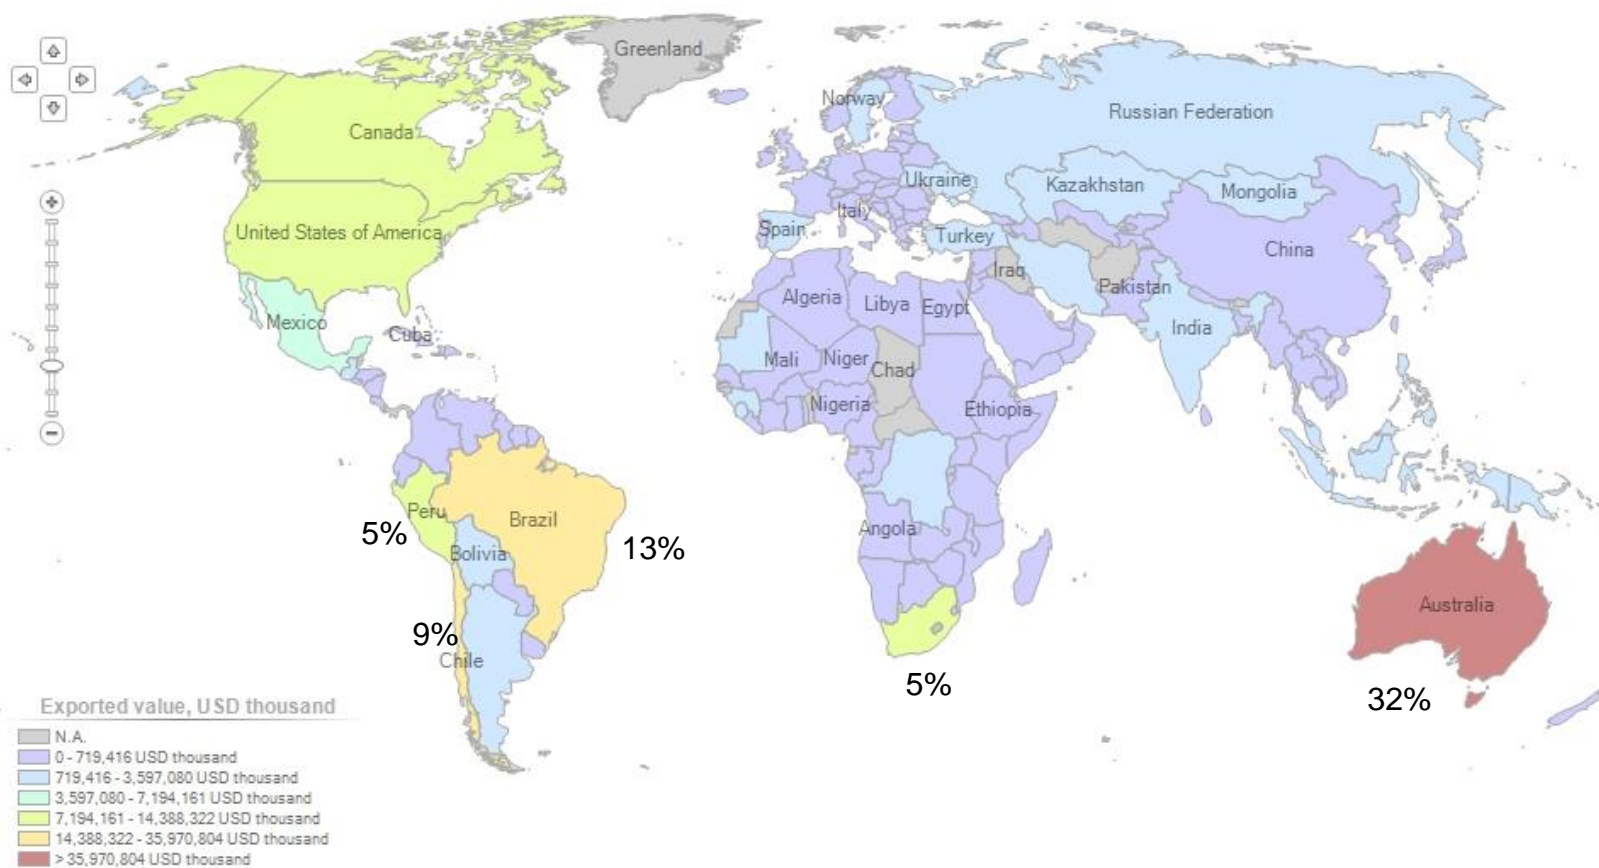 Greenland
Norway
Russian Federation
Canada
Ukraine
Kazakhstan
Mongolia
Italy
Spain
United States of America
Turkey
China
Iraq
Pakistan
Algeria
Libya
Egypt
Mexico
Cuba
India
Mali
Niger
Chad
Nigeria
Ethiopia
Peru
Brazil
5%
13%
Angola
Bolivia
Australia
9%
Chile
5%
32%
Exported value, USD thousand
N.A.
0 - 719,416 USD thousand
719,416 - 3,597,080 USD thousand
3,597,080 - 7,194,161 USD thousand
7,194,161 - 14,388,322 USD thousand
14,388,322 - 35,970,804 USD thousand
> 35,970,804 USD thousand